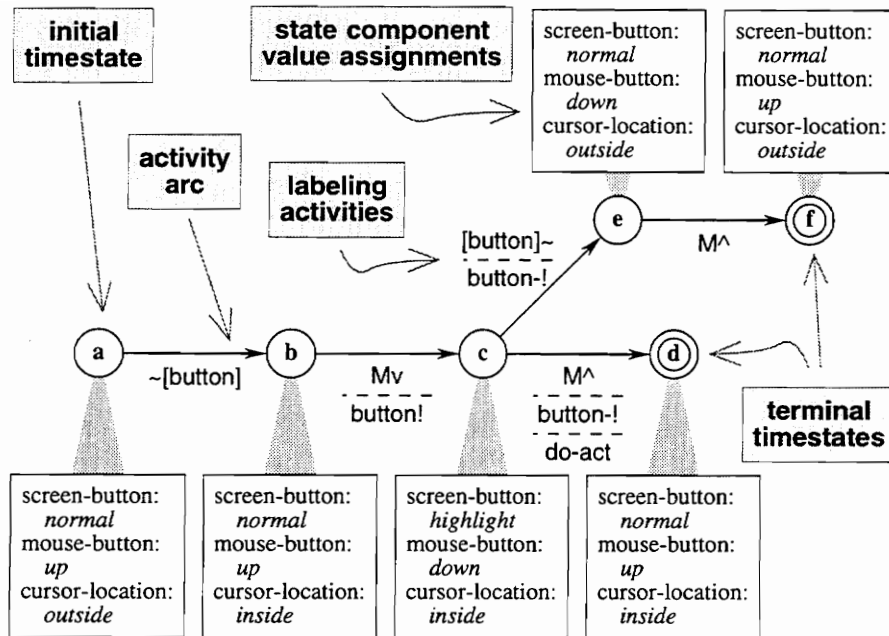 initial
timestate
state component
value assignments
screen-button:
normal
mouse-button:
down
cursor-location:
outside
screen-button:
normal
mouse-button:
up
cursor-location:
outside
activity
arc
labeling
activities
[button]~
button-!
e
M^
f
a
~[button]
b
Mv
button!
c
M^
button-!
do-act
d
terminal
timestates
screen-button:
normal
mouse-button:
up
cursor-location:
outside
screen-button:
normal
mouse-button:
up
cursor-location:
inside
screen-button:
highlight
mouse-button:
down
cursor-location:
inside
screen-button:
normal
mouse-button:
up
cursor-location:
inside